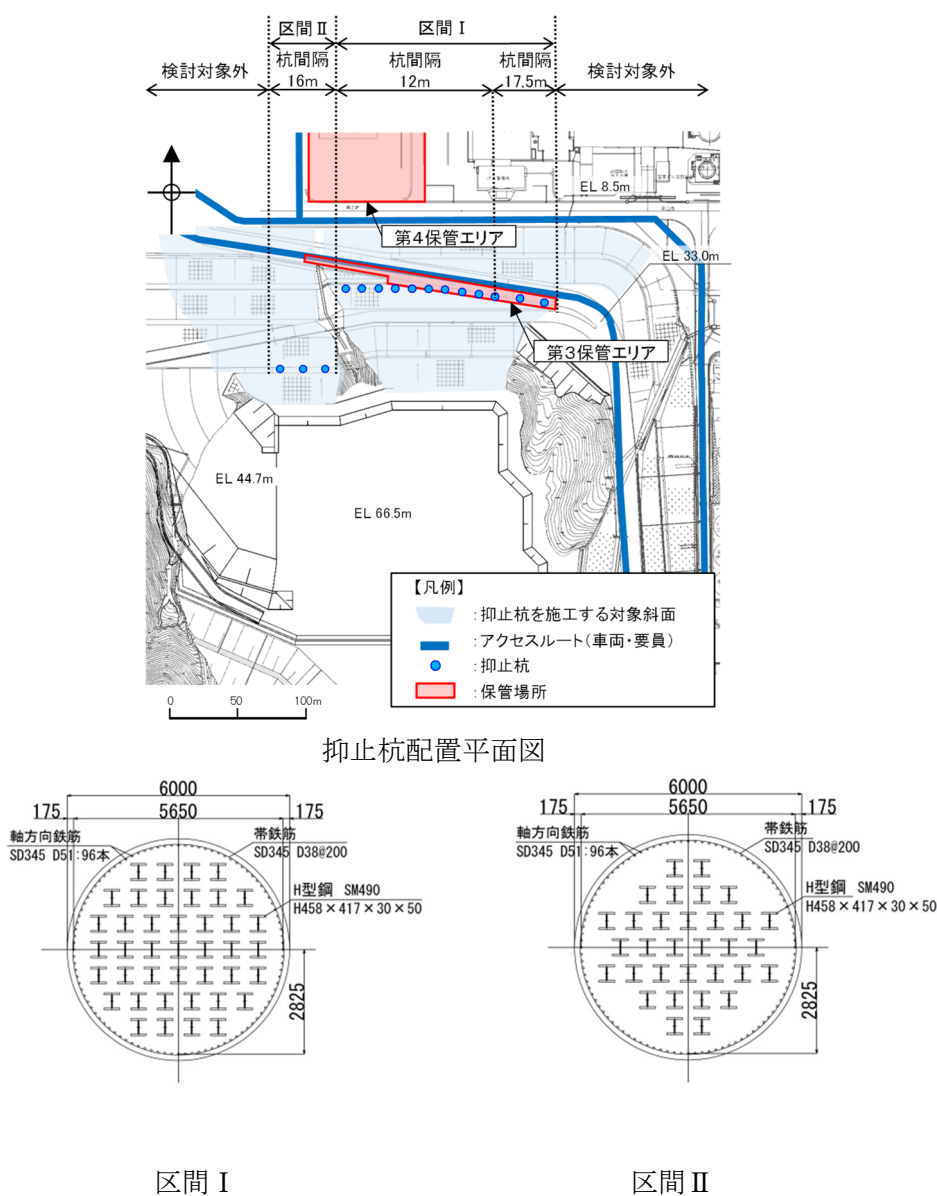 区間Ⅱ
区間Ⅰ
検討対象外
杭間隔
16m
杭間隔
12m
杭間隔
17.5m
検討対象外
EL 8.5m
第4保管エリア
EL 33.0m
第3保管エリア
EL 44.7m
EL 66.5m
【凡例】
:抑止杭を施工する対象斜面
:アクセスルート(車両・要員)
:抑止杭
:保管場所
0 50 100m
抑止杭配置平面図
6000
175 5650 175
軸方向鉄筋
SD345 D51:96本
帯鉄筋
SD345 D38@200
H型鋼 SM490
H458×417×30×50
2825
6000
175 5650 175
軸方向鉄筋
SD345 D51:96本
帯鉄筋
SD345 D38@200
H型鋼 SM490
H458×417×30×50
2825
区間Ⅰ
区間Ⅱ